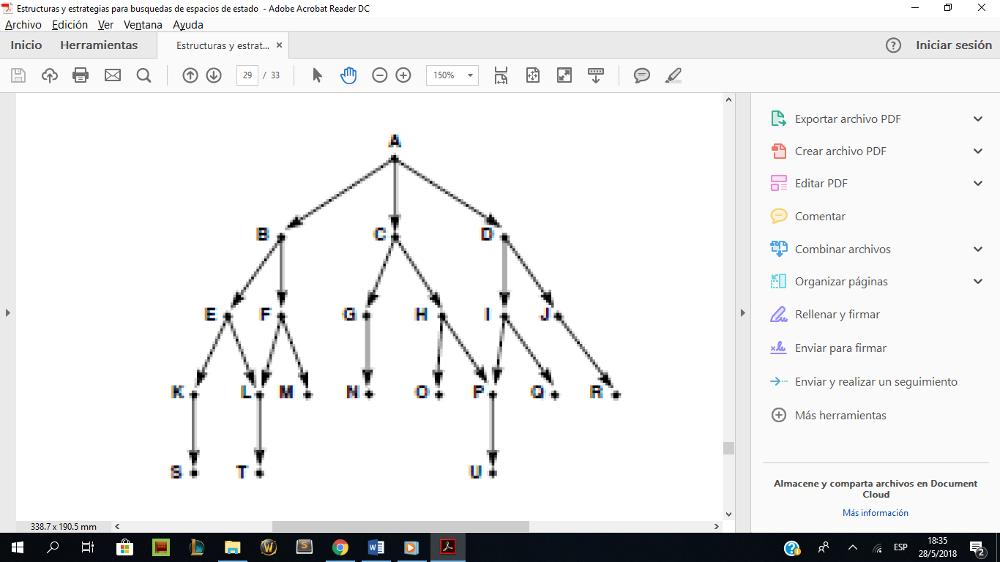 Estructuras y estrategias para busquedas de espacios de estado - Adobe Acrobat Reader DC
Archivo Edición Ver Ventana Ayuda
Inicio Herramientas Estructuras y estrat... × ? Iniciar sesión
29 / 33 150%
A
B C D
E F G H I J
K L M N O P Q R
S T U
Exportar archivo PDF
Crear archivo PDF
Editar PDF
Comentar
Combinar archivos
Organizar páginas
Rellenar y firmar
Enviar para firmar
Enviar y realizar un seguimiento
Más herramientas
Almacene y comparta archivos en Document
Cloud
Más información
338.7 x 190.5 mm
ESP
18:35
28/5/2018
2